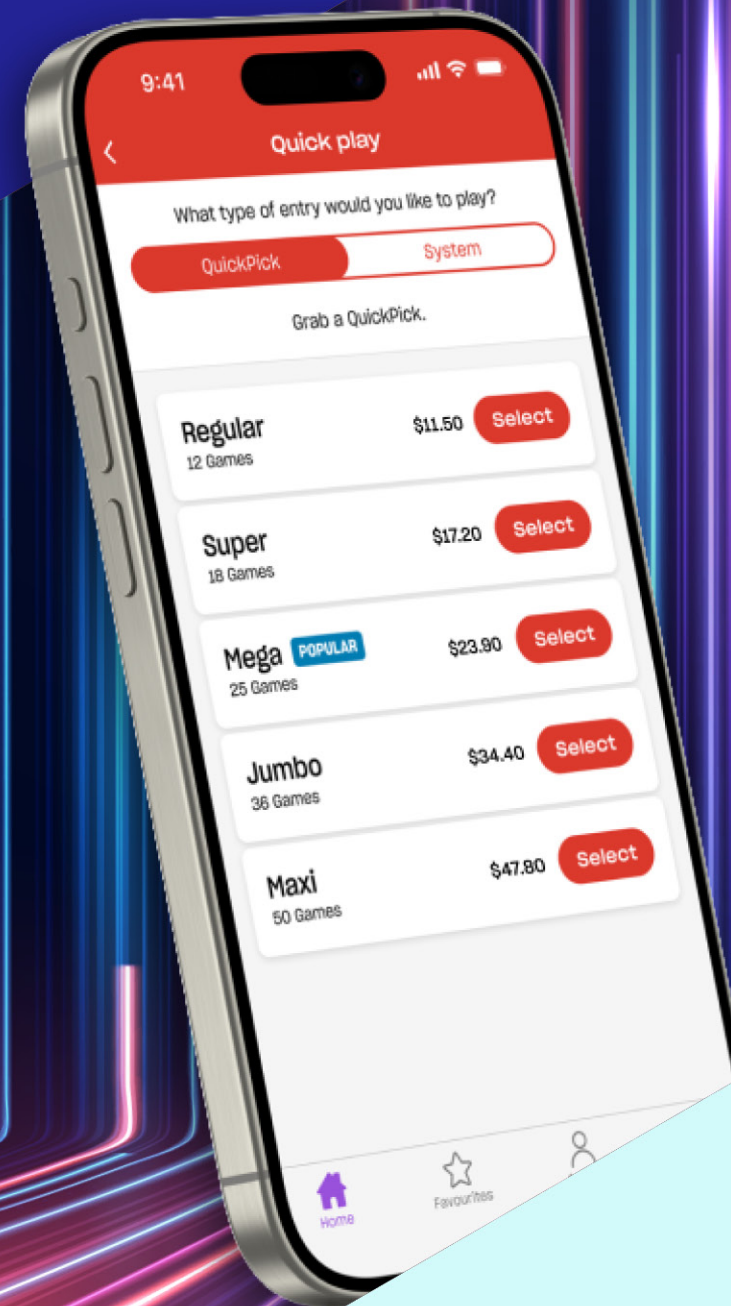 9:41
Quick play
What type of entry would you like to play?
QuickPick System
Grab a QuickPick.
Regular
12 Games
$11.50 Select
Super
18 Games
$17.20 Select
Mega POPULAR
25 Games
$23.90 Select
Jumbo
36 Games
$34.40 Select
Maxi
50 Games
$47.80 Select
Home Favourites